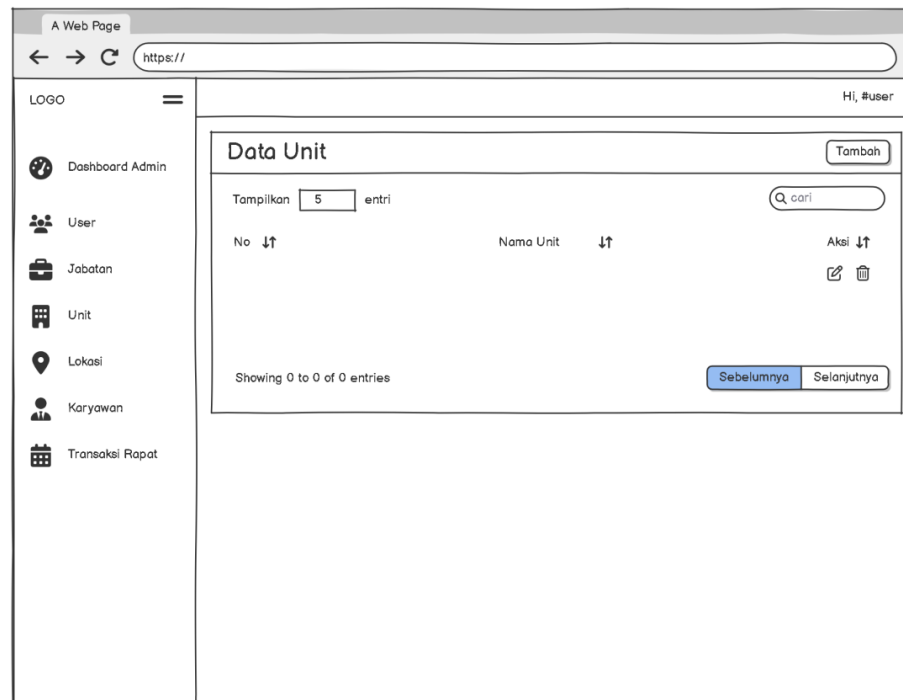 A Web Page
https://
LOGO
Hi, #user
Dashboard Admin
User
Jabatan
Unit
Lokasi
Karyawan
Transaksi Rapat
Data Unit
Tambah
Tampilkan 5 entri
cari
No Nama Unit Aksi
Showing 0 to 0 of 0 entries
Sebelumnya Selanjutnya